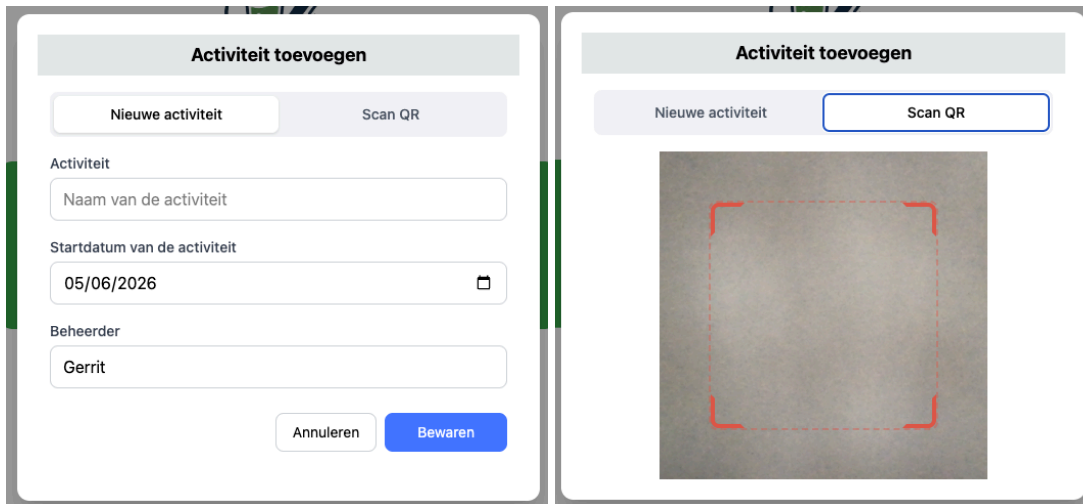 Activiteit toevoegen
Nieuwe activiteit Scan QR
Activiteit
Naam van de activiteit
Startdatum van de activiteit
05/06/2026
Beheerder
Gerrit
Annuleren Bewaren
Activiteit toevoegen
Nieuwe activiteit Scan QR